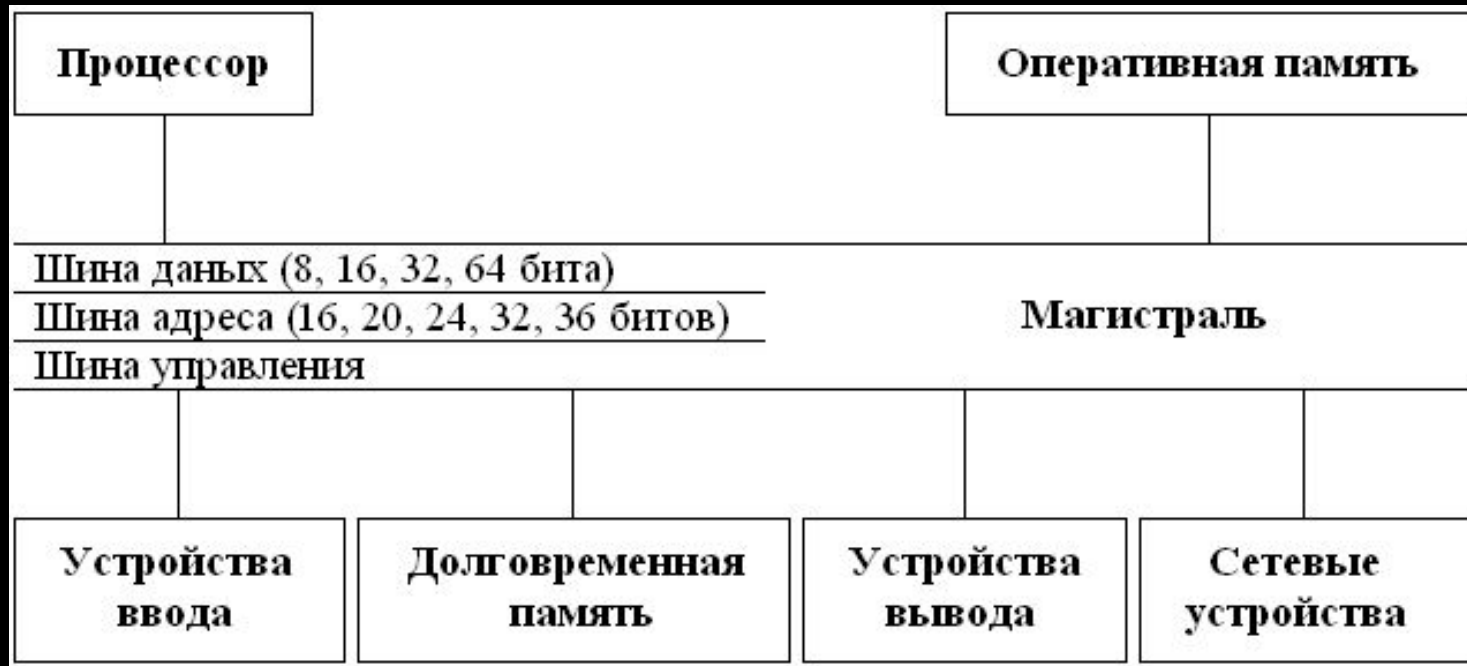 Процессор
Оперативная память
Шина даных (8, 16, 32, 64 бита)
Шина адреса (16, 20, 24, 32, 36 битов)
Шина управления
Магистраль
Устройства
ввода
Долговременная
память
Устройства
вывода
Сетевые
устройства